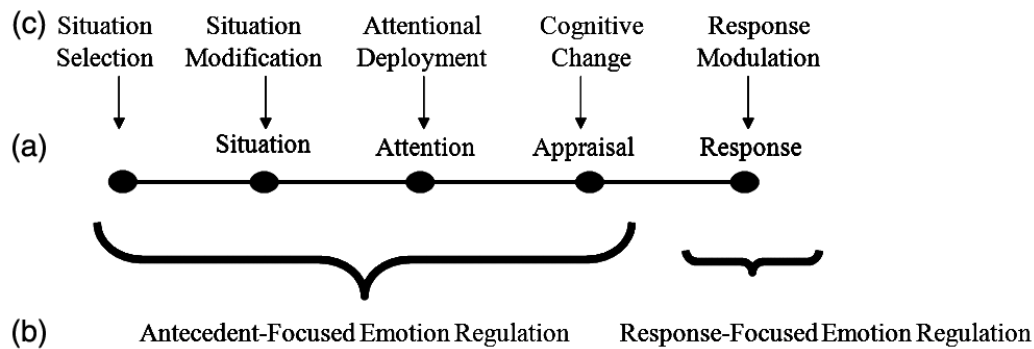 (c) Situation Situation Attentional Cognitive Response
Selection Modification Deployment Change Modulation
(a) Situation Attention Appraisal Response
(b) Antecedent-Focused Emotion Regulation Response-Focused Emotion Regulation